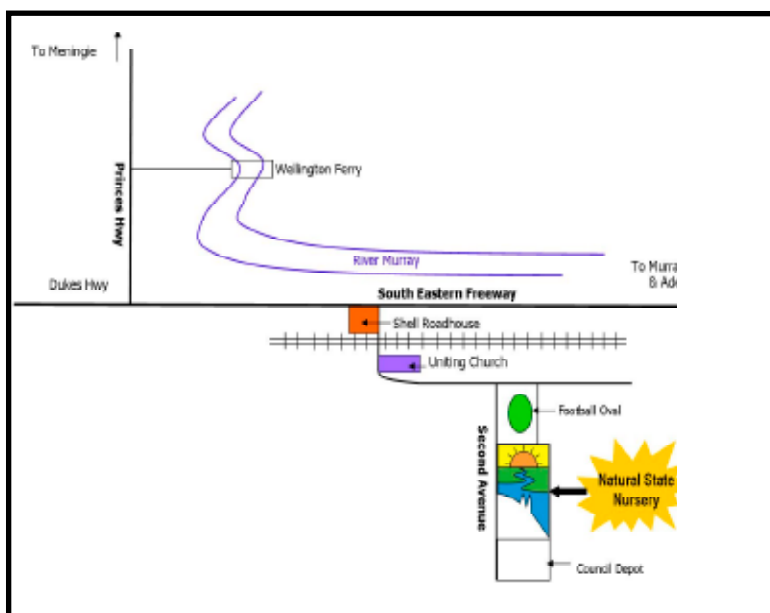 To Meningie
Princes Hwy
Wellington Ferry
River Murray
To Murra
& Ade
Dukes Hwy
South Eastern Freeway
Shell Roadhouse
Uniting Church
Football Oval
Second Avenue
Natural State
Nursery
Council Depot